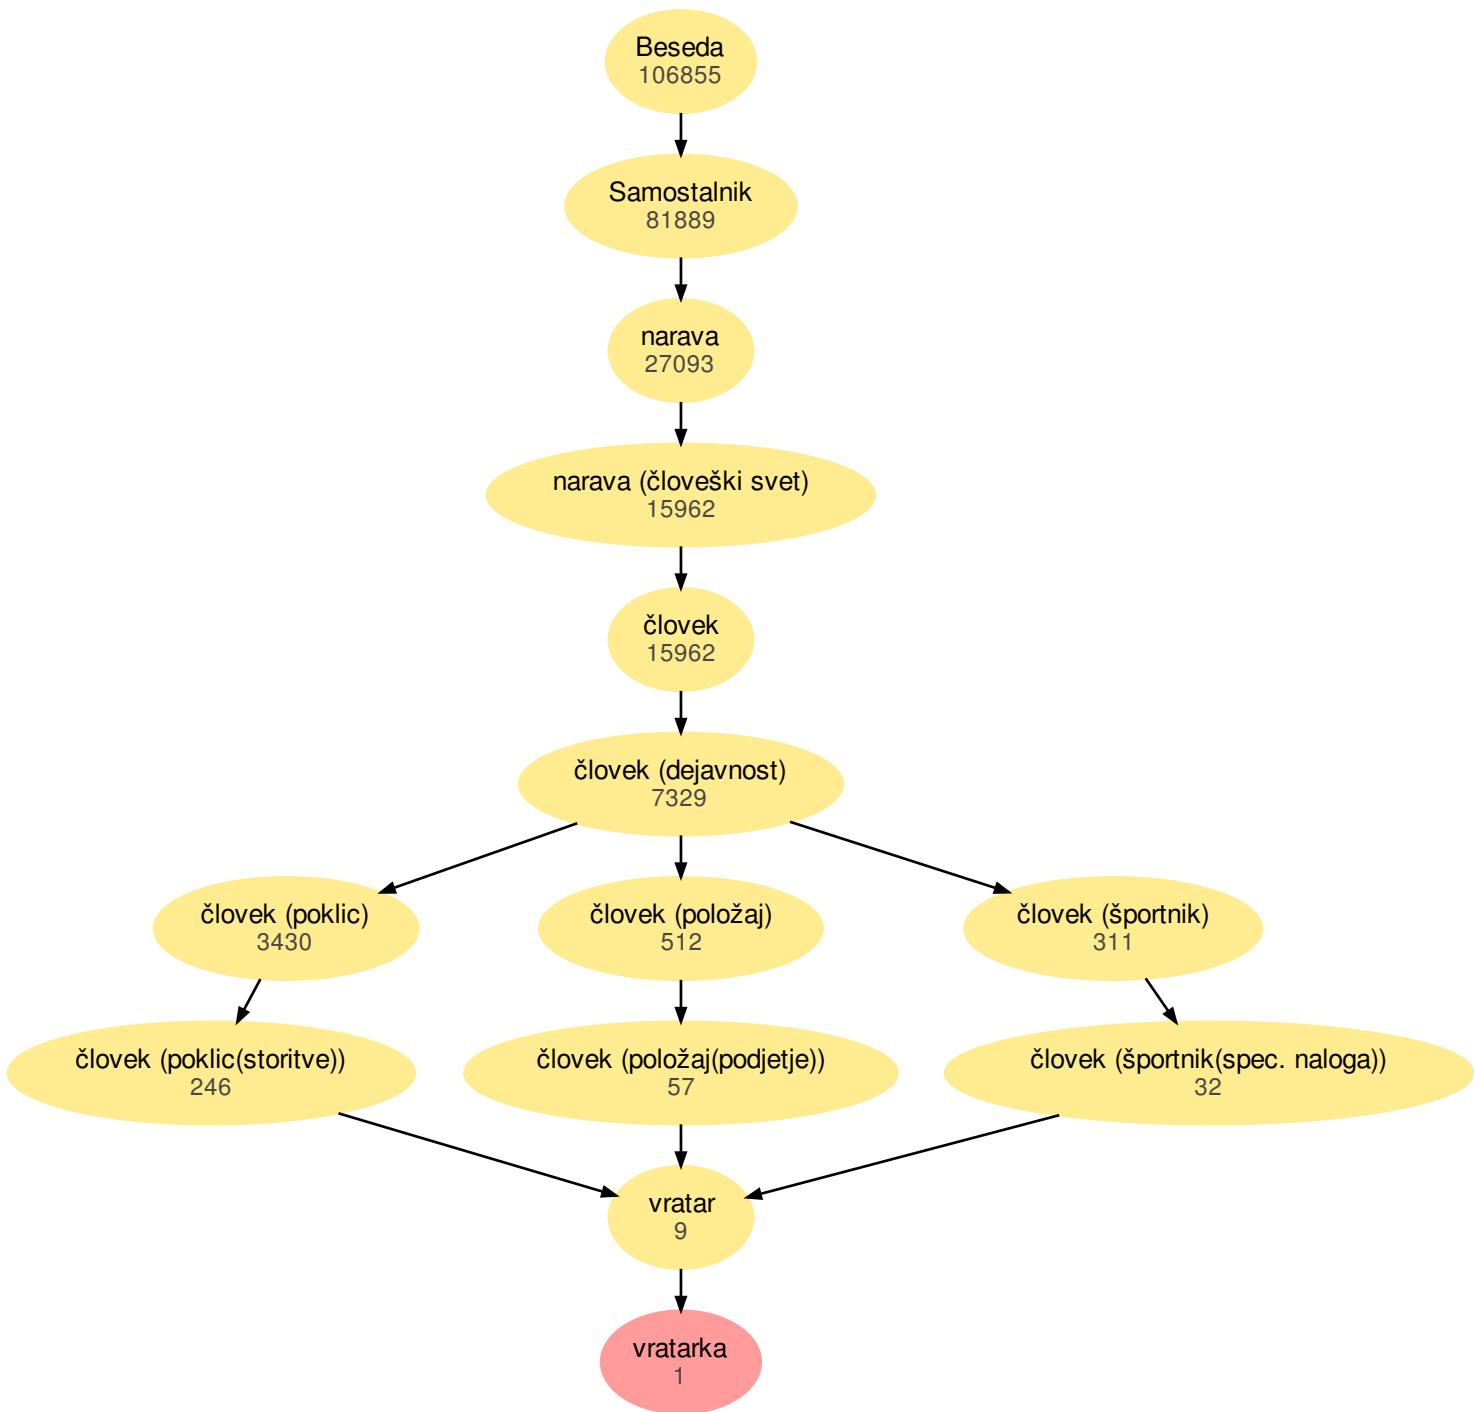 Beseda
106855
Samostalnik
81889
narava
27093
narava (človeški svet)
15962
človek
15962
človek (dejavnost)
7329
človek (poklic)
3430
človek (položaj)
512
človek (športnik)
311
človek (poklic(storitve))
246
človek (položaj(podjetje))
57
človek (športnik(spec. naloga))
32
vratar
9
vratarka
1